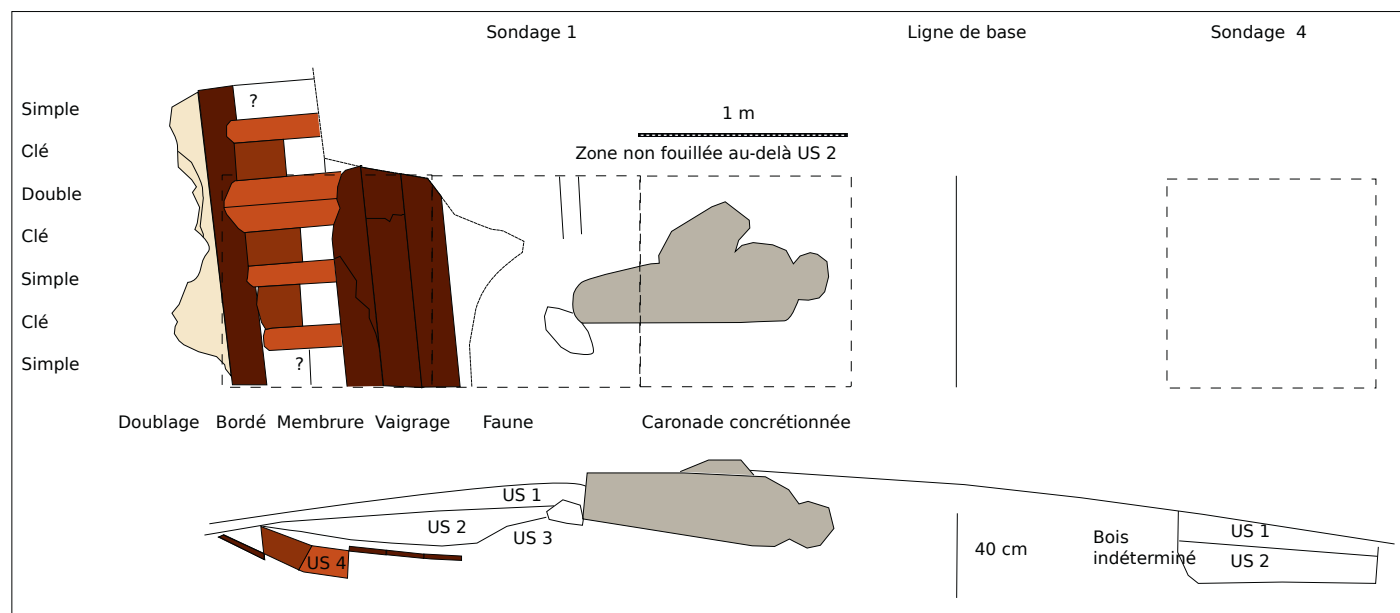 Sondage 1
Ligne de base
Sondage 4
Simple
?
1 m
Clé
Zone non fouillée au-delà US 2
Double
Clé
Simple
Clé
Simple
?
Doublage
Bordé
Membrure
Vaigrage
Faune
Caronade concrétionnée
US 1
US 2
US 3
US 4
40 cm
Bois
indéterminé
US 1
US 2